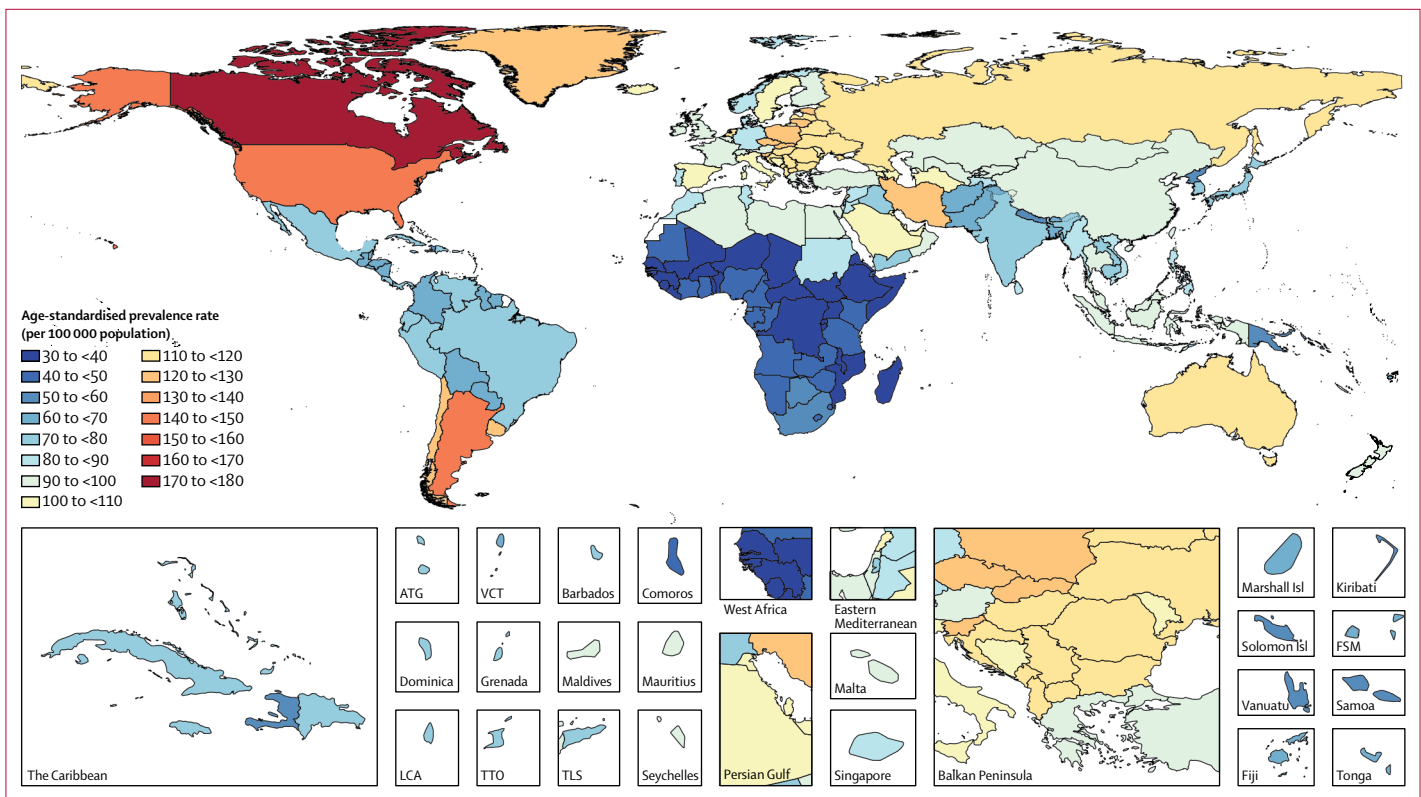 Age-standardised prevalence rate
(per 100 000 population)
30 to <40
40 to <50
50 to <60
60 to <70
70 to <80
80 to <90
90 to <100
100 to <110
110 to <120
120 to <130
130 to <140
140 to <150
150 to <160
160 to <170
170 to <180
The Caribbean
ATG
VCT
Barbados
Comoros
Dominica
Grenada
Maldives
Mauritius
LCA
TTO
TLS
Seychelles
West Africa
Eastern
Mediterranean
Persian Gulf
Malta
Singapore
Balkan Peninsula
Marshall Isl
Kiribati
Solomon Isl
FSM
Vanuatu
Samoa
Fiji
Tonga